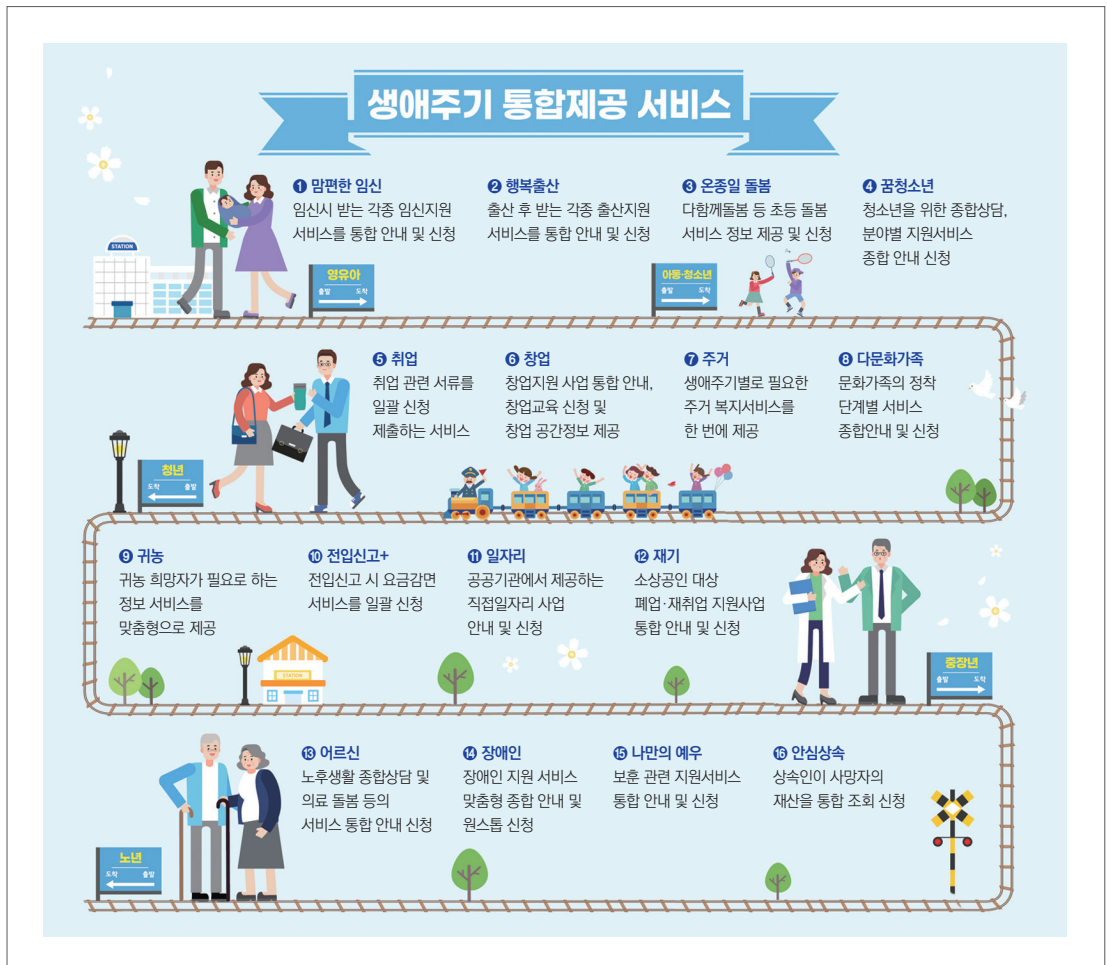 생애주기 통합제공 서비스
❶ 맘편한 임신
임신시 받는 각종 임신지원
서비스를 통합 안내 및 신청
❷ 행복출산
출산 후 받는 각종 출산지원
서비스를 통합 안내 및 신청
❸ 온종일 돌봄
다함께돌봄 등 초등 돌봄
서비스 정보 제공 및 신청
❹ 꿈청소년
청소년을 위한 종합상담,
분야별 지원서비스
종합 안내 신청
STATION
영유아
출발 도착
아동·청소년
출발 도착
❺ 취업
취업 관련 서류를
일괄 신청
제출하는 서비스
❻ 창업
창업지원 사업 통합 안내,
창업교육 신청 및
창업 공간정보 제공
❼ 주거
생애주기별로 필요한
주거 복지서비스를
한 번에 제공
❽ 다문화가족
문화가족의 정착
단계별 서비스
종합안내 및 신청
청년
도착 출발
❾ 귀농
귀농 희망자가 필요로 하는
정보 서비스를
맞춤형으로 제공
❿ 전입신고+
전입신고 시 요금감면
서비스를 일괄 신청
⓫ 일자리
공공기관에서 제공하는
직접일자리 사업
안내 및 신청
⓬ 재기
소상공인 대상
폐업·재취업 지원사업
통합 안내 및 신청
STATION
중장년
출발 도착
⓭ 어르신
노후생활 종합상담 및
의료 돌봄 등의
서비스 통합 안내 신청
⓮ 장애인
장애인 지원 서비스
맞춤형 종합 안내 및
원스톱 신청
⓯ 나만의 예우
보훈 관련 지원서비스
통합 안내 및 신청
⓰ 안심상속
상속인이 사망자의
재산을 통합 조회 신청
노년
도착 출발